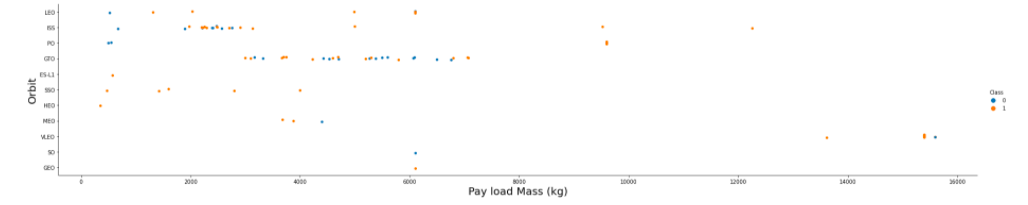 LEO
ISS
PO
GTO
ES-L1
SSO
HEO
MEO
VLEO
SO
GEO
Orbit
0 2000 4000 6000 8000 10000 12000 14000 16000
Pay load Mass (kg)
Class
0
1